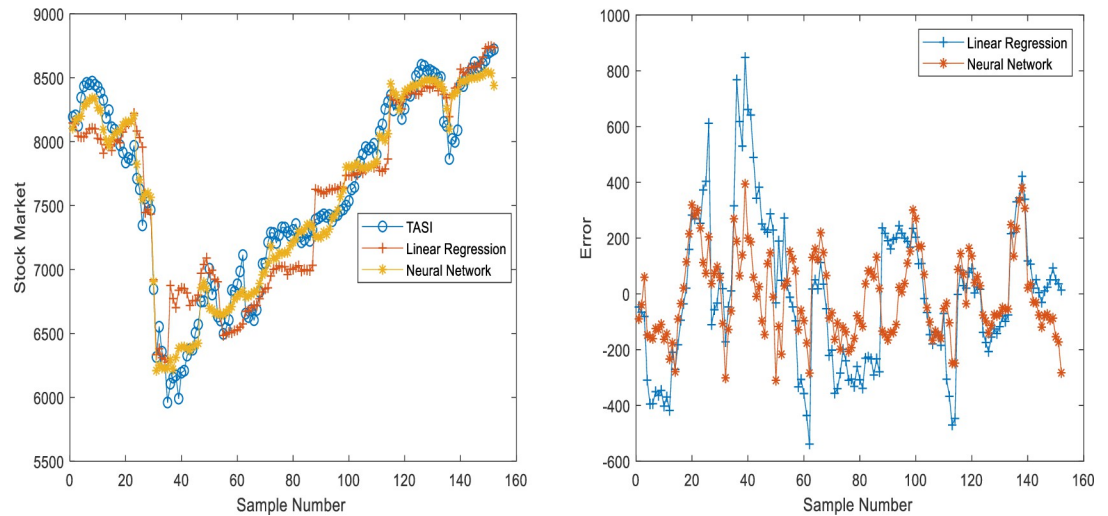 9000
8500
8000
7500
7000
6500
6000
5500
Stock Market
TASI
Linear Regression
Neural Network
0 20 40 60 80 100 120 140 160
Sample Number
1000
800
600
400
200
0
-200
-400
-600
Error
Linear Regression
Neural Network
0 20 40 60 80 100 120 140 160
Sample Number